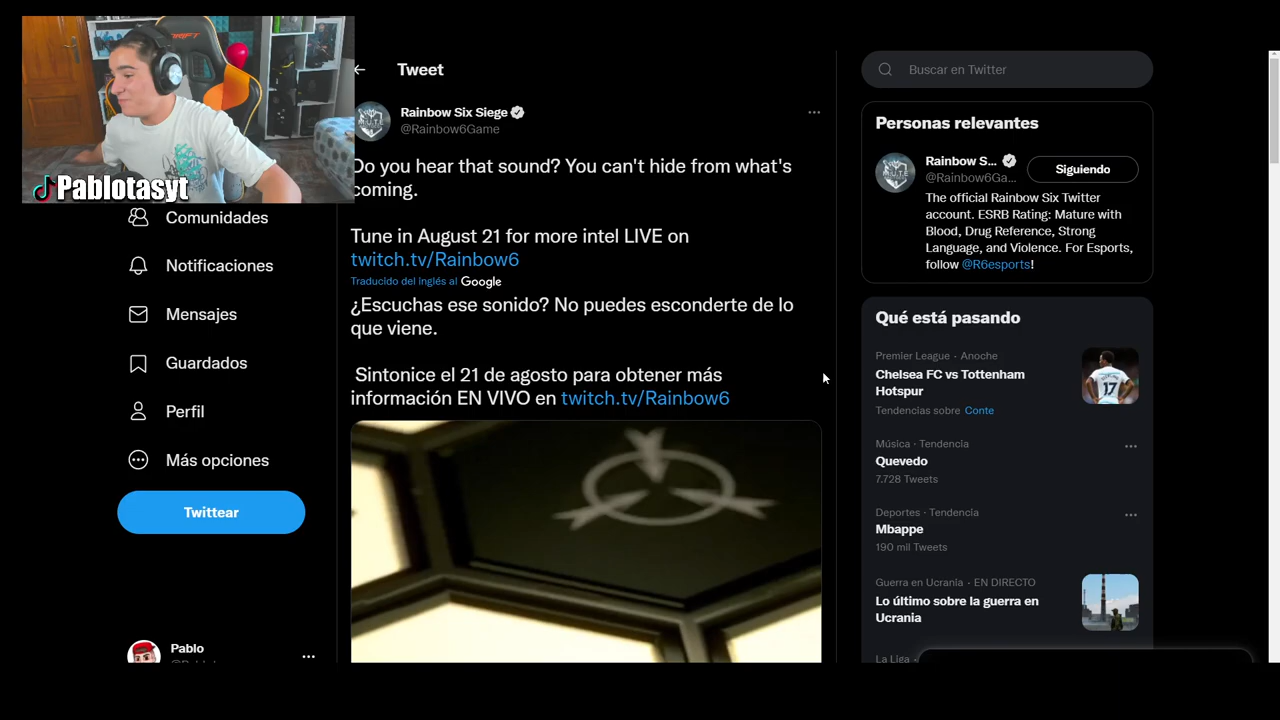 Pablotasyt
Tweet
Rainbow Six Siege
@Rainbow6Game
Do you hear that sound? You can't hide from what's
coming.
Tune in August 21 for more intel LIVE on
twitch.tv/Rainbow6
Traducido del inglés al Google
¿Escuchas ese sonido? No puedes esconderte de lo
que viene.
Sintonice el 21 de agosto para obtener más
información EN VIVO en twitch.tv/Rainbow6
Comunidades
Notificaciones
Mensajes
Guardados
Perfil
Más opciones
Twittear
Pablo
Buscar en Twitter
Personas relevantes
Rainbow S...
@Rainbow6Ga...
Siguiendo
The official Rainbow Six Twitter
account. ESRB Rating: Mature with
Blood, Drug Reference, Strong
Language, and Violence. For Esports,
follow @R6esports!
Qué está pasando
Premier League · Anoche
Chelsea FC vs Tottenham
Hotspur
17
Tendencias sobre Conte
Música · Tendencia
Quevedo
7.728 Tweets
Deportes · Tendencia
Mbappe
190 mil Tweets
Guerra en Ucrania · EN DIRECTO
Lo último sobre la guerra en
Ucrania
La Liga